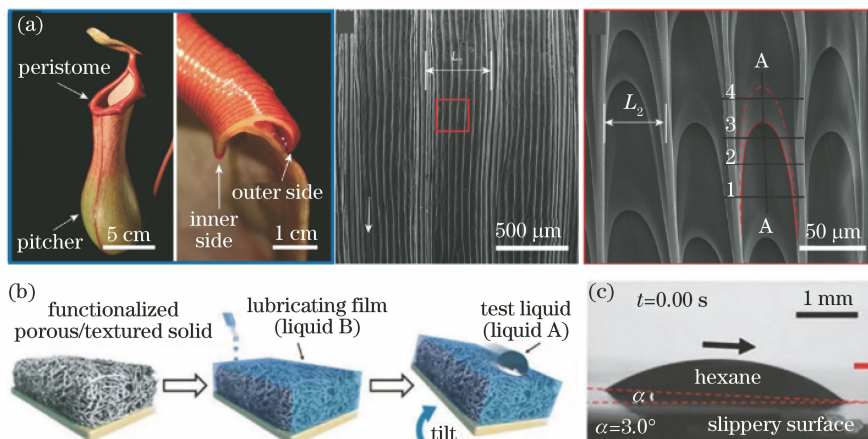 (a)
peristome
pitcher
5 cm
inner
side
outer side
1 cm
L
500 μm
A
4
L₂
3
2
1
A
50 μm
(b)
functionalized
porous/textured solid
lubricating film
(liquid B)
test liquid
(liquid A)
tilt
(c)
t=0.00 s
1 mm
hexane
α
α=3.0°
slippery surface